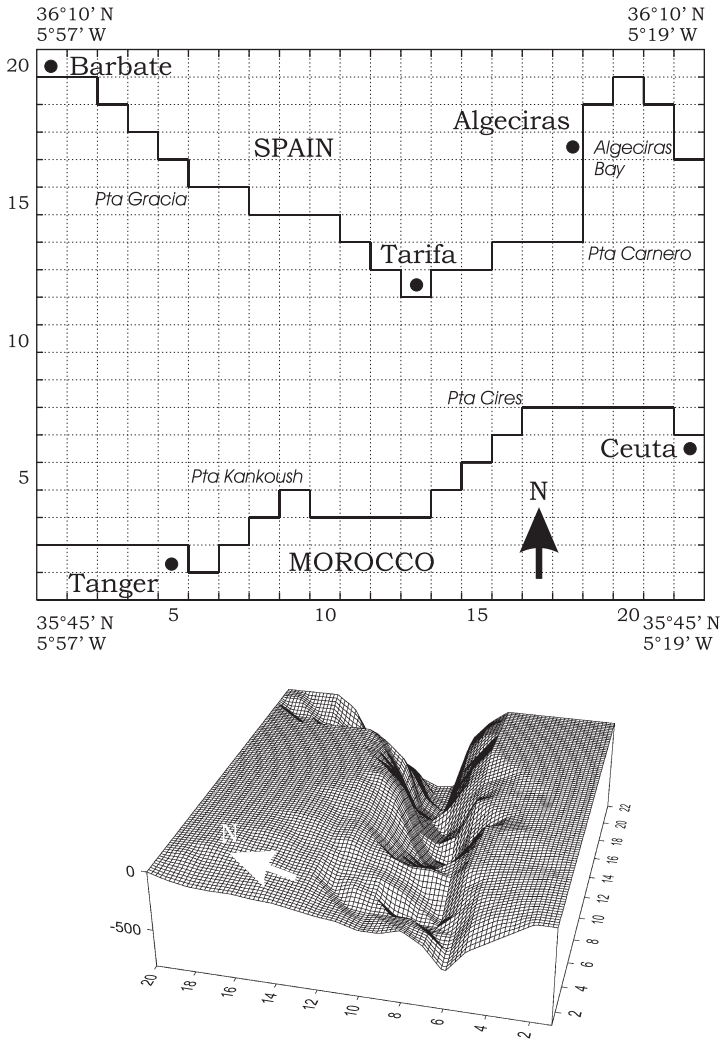 36°10' N
5°57' W
36°10' N
5°19' W
20
Barbate
Algeciras
SPAIN
Algeciras
Bay
Pta Gracia
15
Tarifa
Pta Carnero
10
Pta Cires
Ceuta
5
Pta Kankoush
N
MOROCCO
Tanger
5
10
15
20
35°45' N
5°57' W
35°45' N
5°19' W
N
0
-500
20
18
16
14
12
10
8
6
4
2
2
4
6
8
10
12
14
16
18
20
22